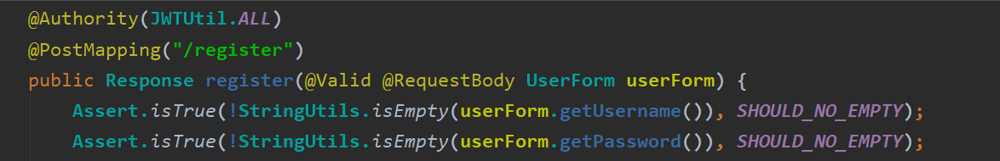 @Authority(JWTUtil.ALL)
@PostMapping("/register")
public Response register(@Valid @RequestBody UserForm userForm) {
Assert.isTrue(!StringUtils.isEmpty(userForm.getUsername()), SHOULD_NO_EMPTY);
Assert.isTrue(!StringUtils.isEmpty(userForm.getPassword()), SHOULD_NO_EMPTY);